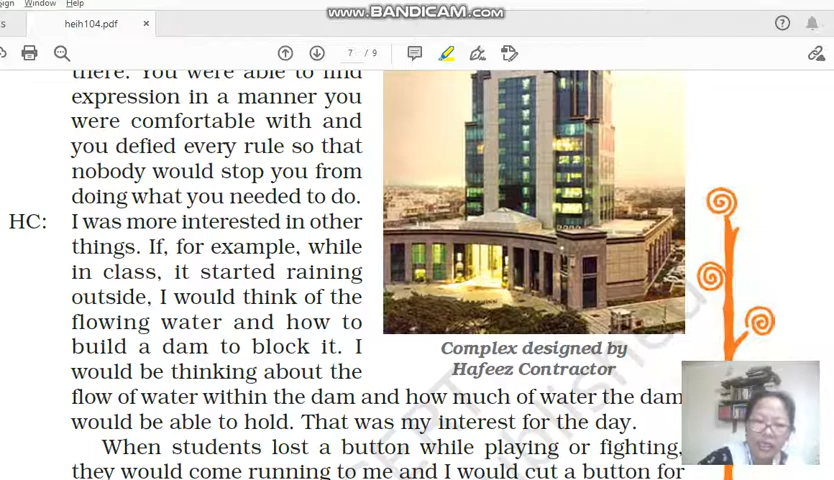 Sign Window Help
www.BANDICAM.com
s heih104.pdf ×
7 / 9
there. You were able to find
expression in a manner you
were comfortable with and
you defied every rule so that
nobody would stop you from
doing what you needed to do.
HC: I was more interested in other
things. If, for example, while
in class, it started raining
outside, I would think of the
flowing water and how to
build a dam to block it. I
would be thinking about the
Complex designed by
Hafeez Contractor
flow of water within the dam and how much of water the dam
would be able to hold. That was my interest for the day.
When students lost a button while playing or fighting,
they would come running to me and I would cut a button for